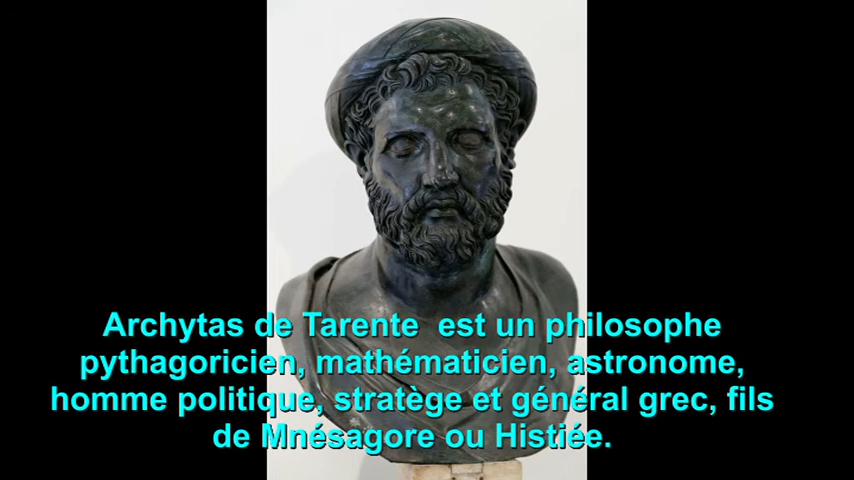 Archytas de Tarente est un philosophe
pythagoricien, mathématicien, astronome,
homme politique, stratège et général grec, fils
de Mnésagore ou Histiée.